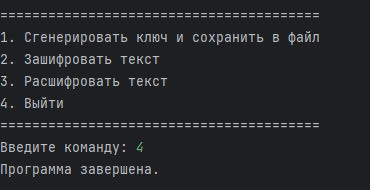 ========================================
1. Сгенерировать ключ и сохранить в файл
2. Зашифровать текст
3. Расшифровать текст
4. Выйти
========================================
Введите команду: 4
Программа завершена.